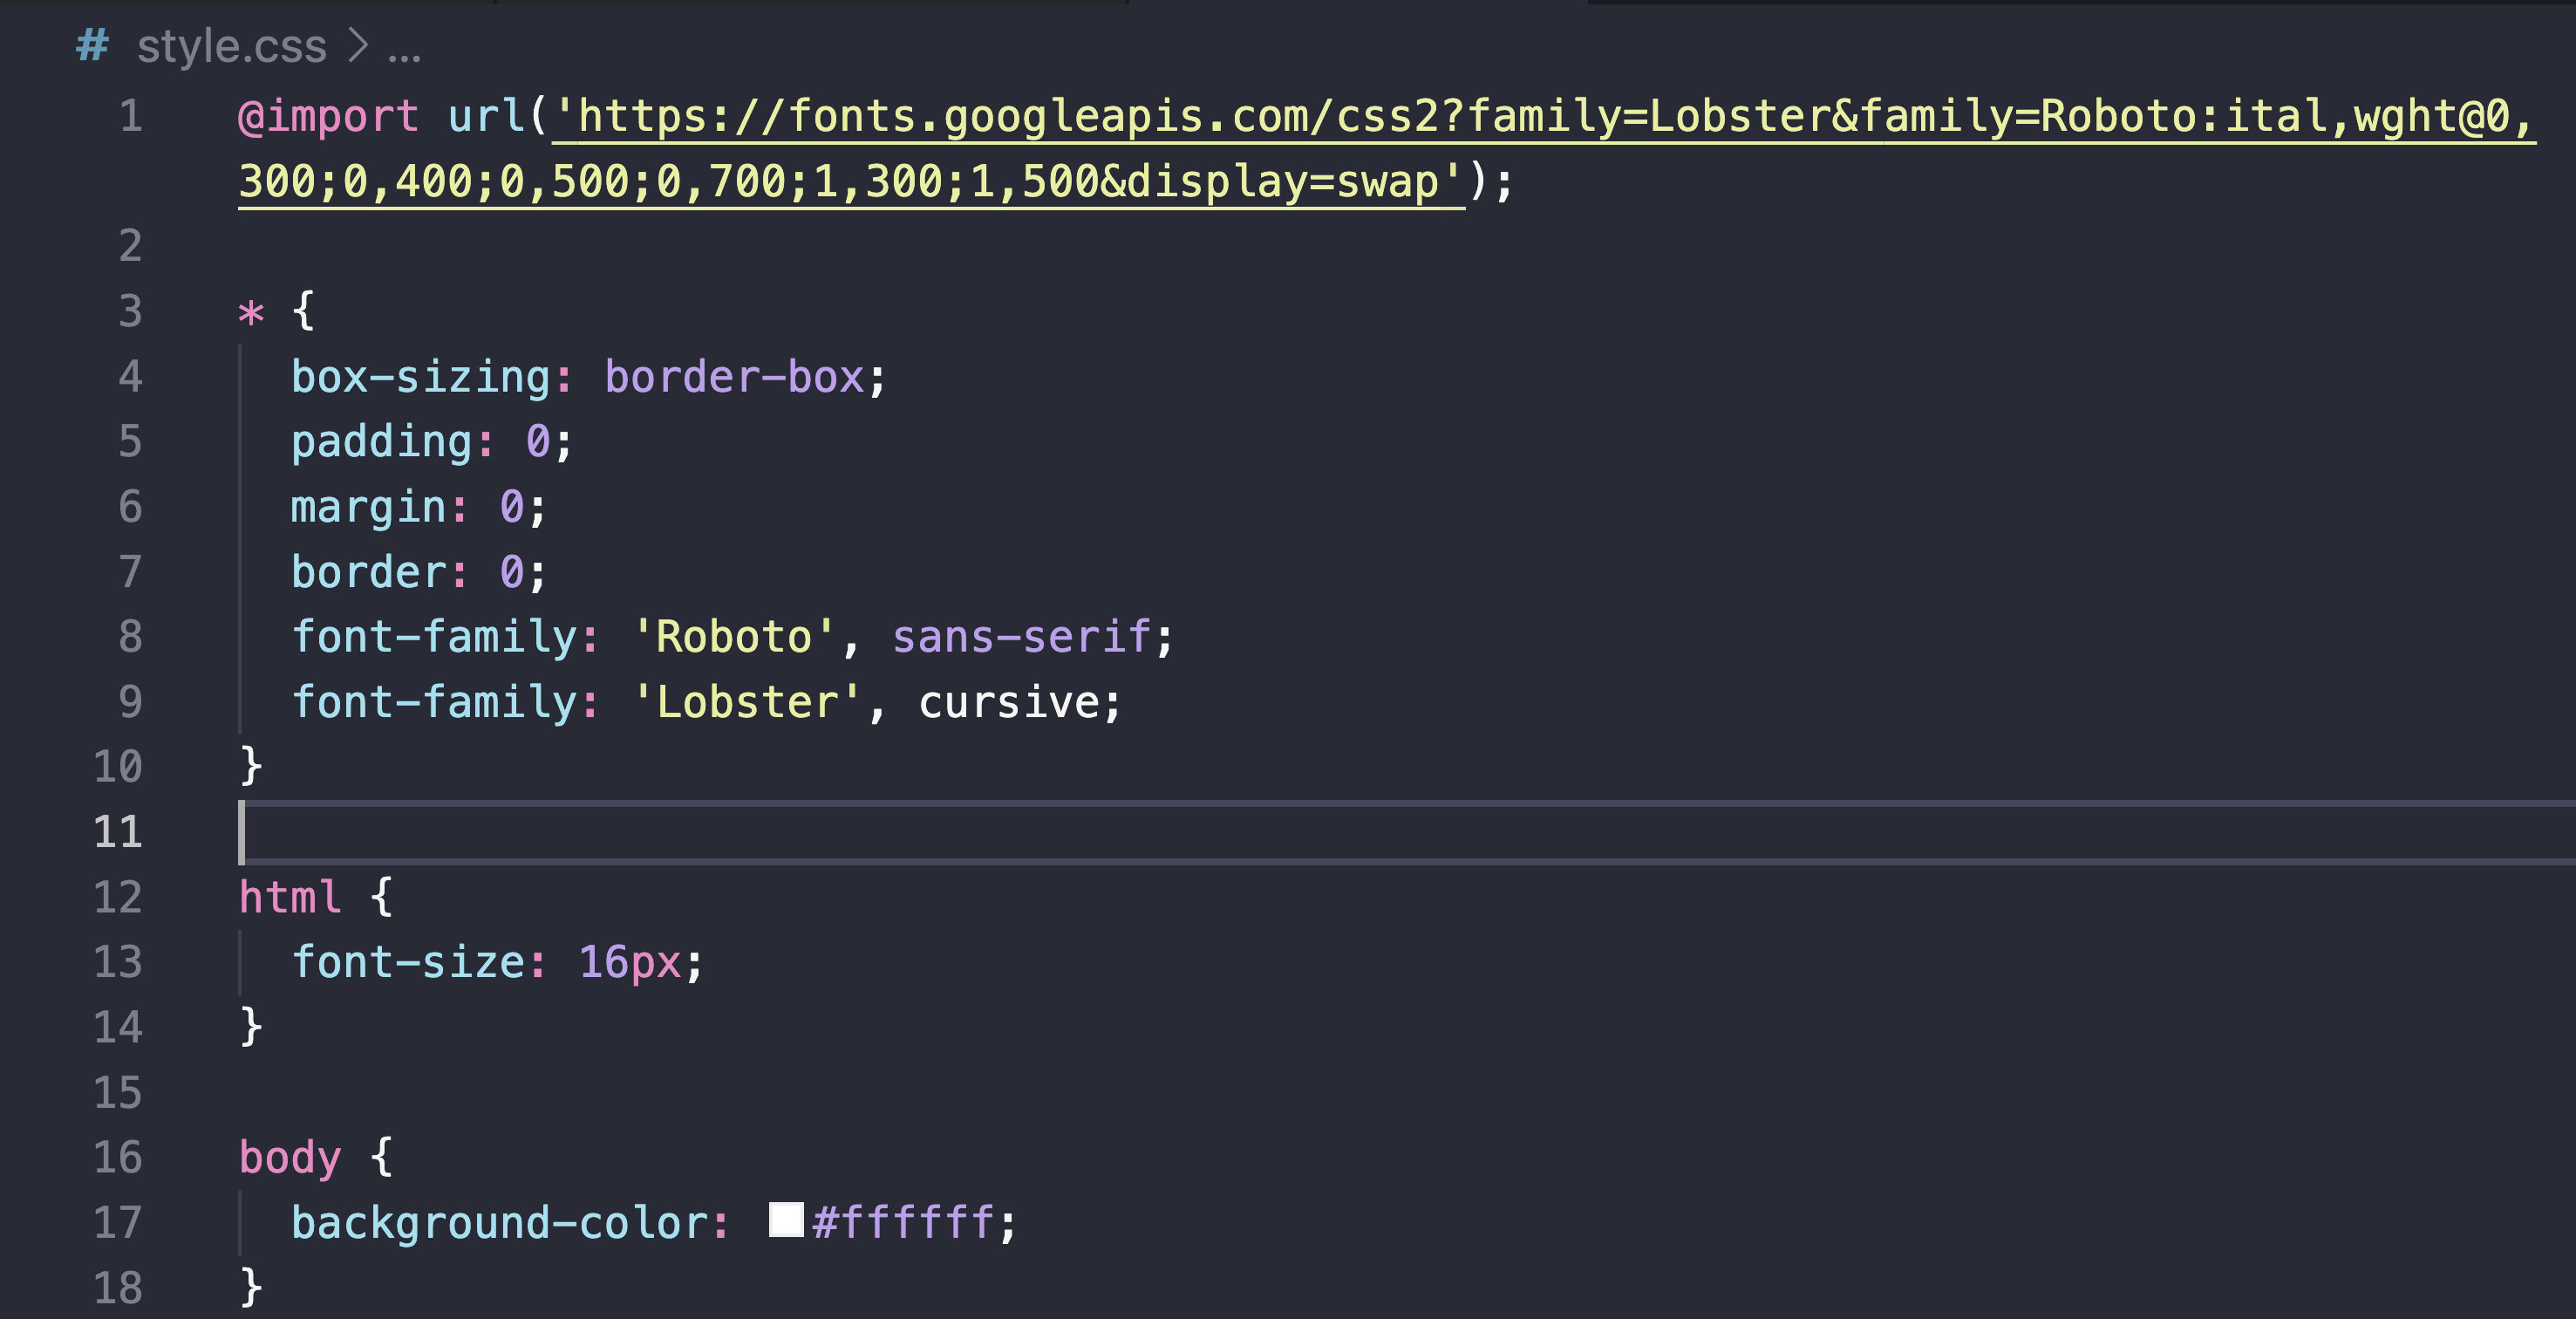 # style.css > ...
1 @import url('https://fonts.googleapis.com/css2?family=Lobster&family=Roboto:ital,wght@0,
300;0,400;0,500;0,700;1,300;1,500&display=swap');
2
3 * {
4 box-sizing: border-box;
5 padding: 0;
6 margin: 0;
7 border: 0;
8 font-family: 'Roboto', sans-serif;
9 font-family: 'Lobster', cursive;
10 }
11
12 html {
13 font-size: 16px;
14 }
15
16 body {
17 background-color: #ffffff;
18 }